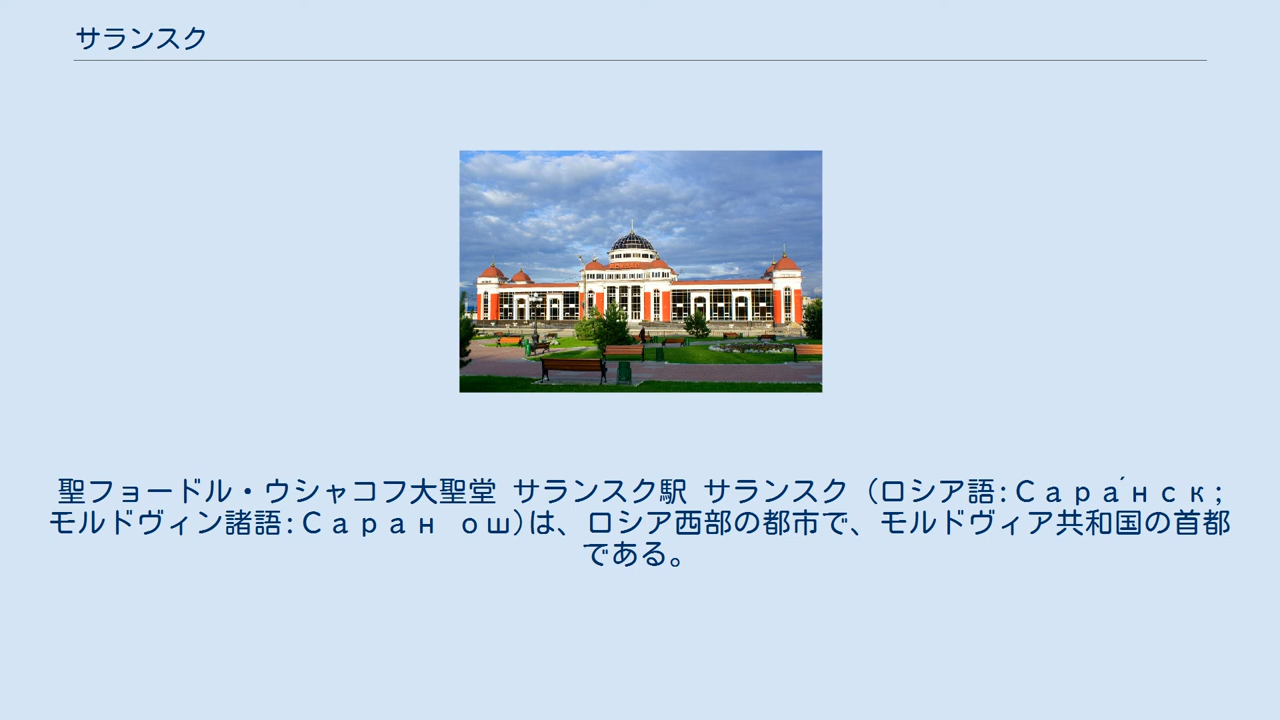 サランスク
聖フョードル・ウシャコフ大聖堂 サランスク駅 サランスク (ロシア語:Сара́нск;
モルドヴィン諸語:Саран ош)は、ロシア西部の都市で、モルドヴィア共和国の首都
である。